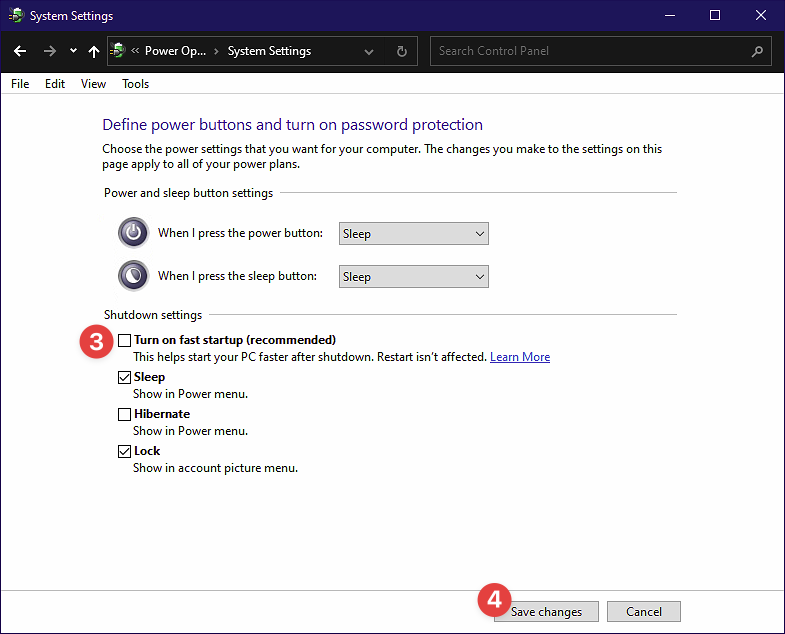 System Settings
« Power Op... › System Settings
Search Control Panel
File Edit View Tools
Define power buttons and turn on password protection
Choose the power settings that you want for your computer. The changes you make to the settings on this
page apply to all of your power plans.
Power and sleep button settings
When I press the power button: Sleep
When I press the sleep button: Sleep
Shutdown settings
3 Turn on fast startup (recommended)
This helps start your PC faster after shutdown. Restart isn't affected. Learn More
Sleep
Show in Power menu.
Hibernate
Show in Power menu.
Lock
Show in account picture menu.
4 Save changes Cancel